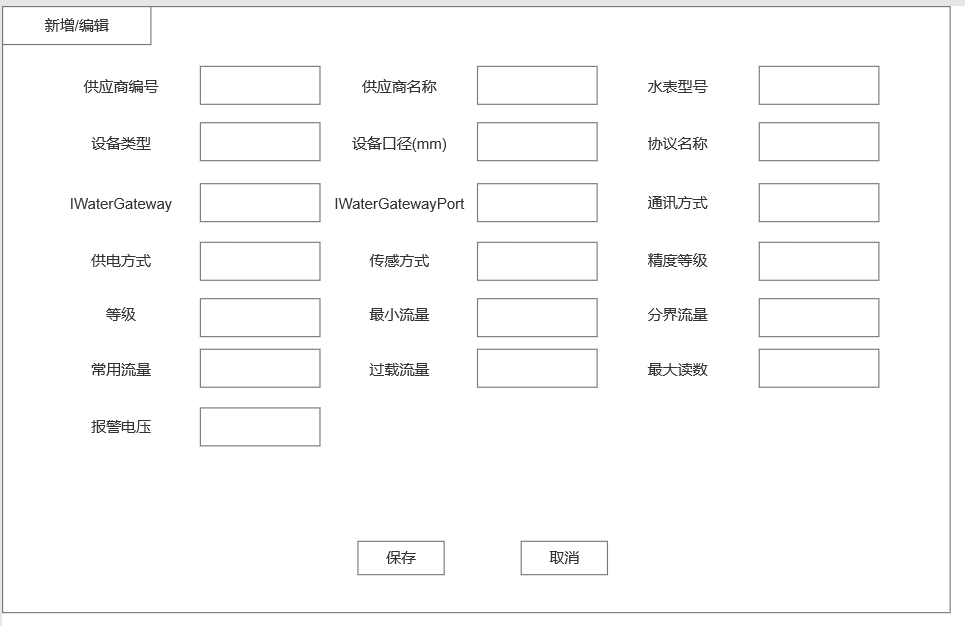 新增/编辑
供应商编号 供应商名称 水表型号
设备类型 设备口径(mm) 协议名称
IWaterGateway IWaterGatewayPort 通讯方式
供电方式 传感方式 精度等级
等级 最小流量 分界流量
常用流量 过载流量 最大读数
报警电压
保存 取消